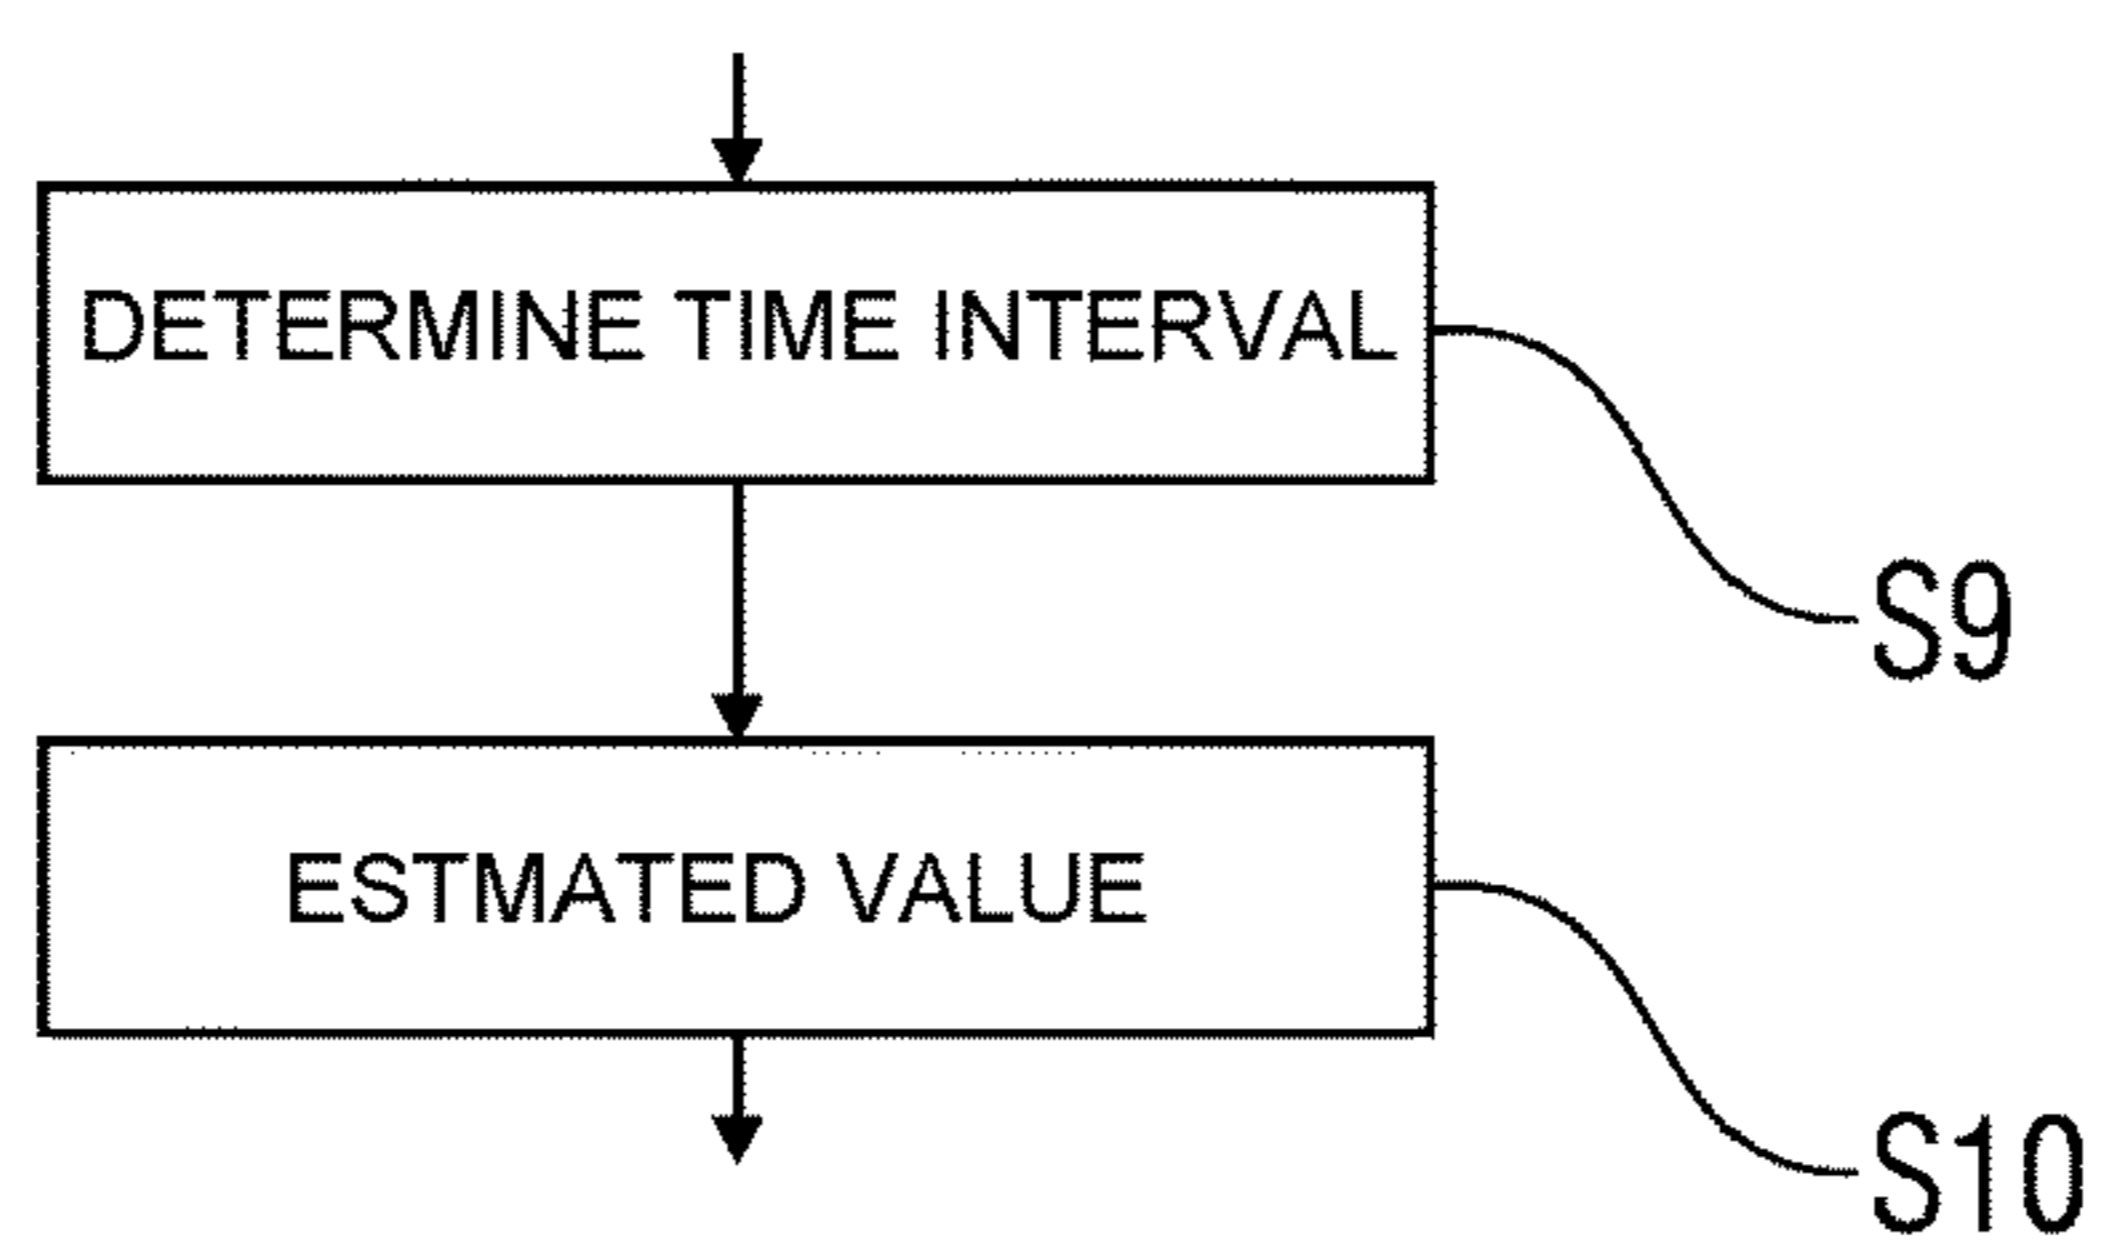 DETERMINE TIME INTERVAL
S9
ESTMATED VALUE
S10